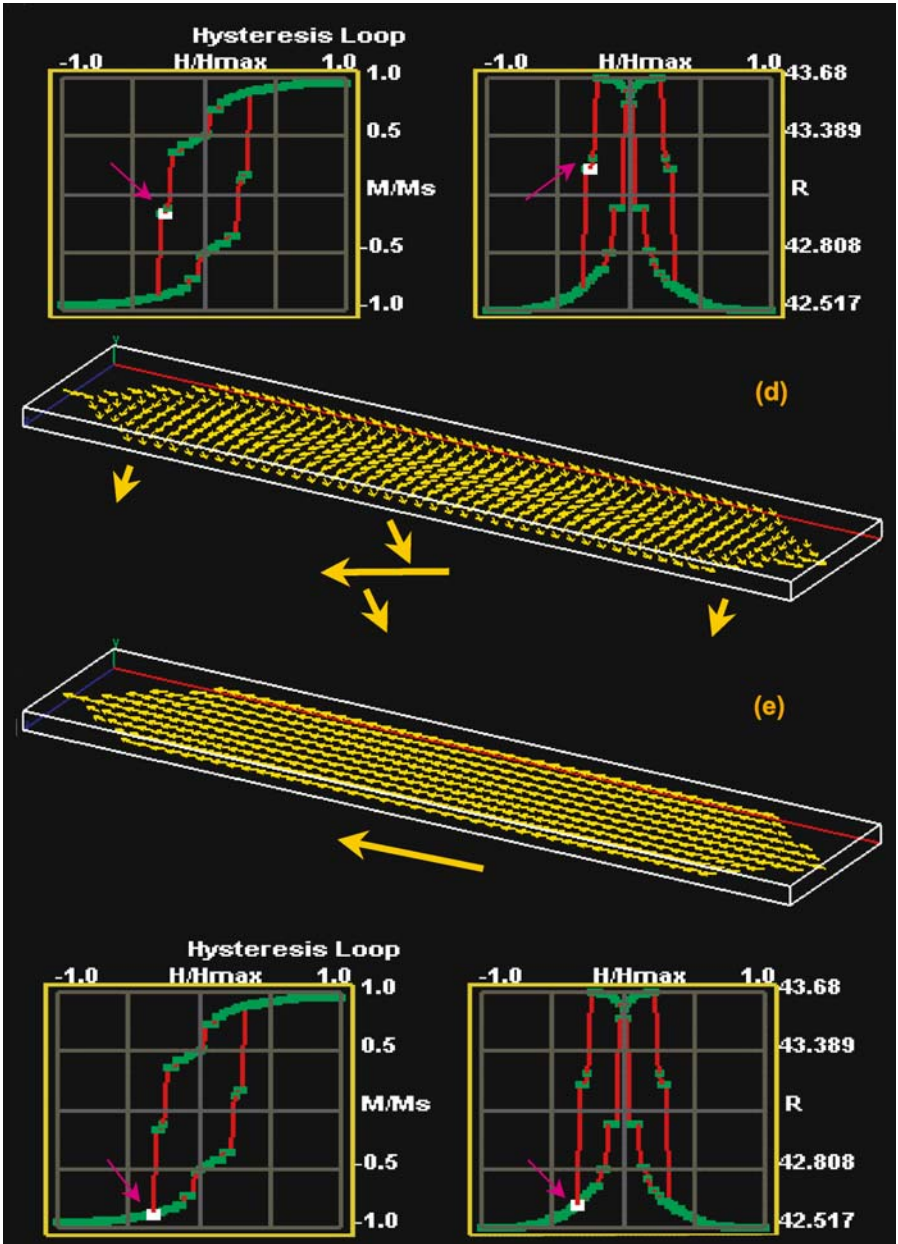 Hysteresis Loop
-1.0 H/Hmax 1.0
1.0
0.5
M/Ms
-0.5
-1.0
-1.0 H/Hmax 1.0
43.68
43.389
R
42.808
42.517
Y
(d)
Y
(e)
Hysteresis Loop
-1.0 H/Hmax 1.0
1.0
0.5
M/Ms
-0.5
-1.0
-1.0 H/Hmax 1.0
43.68
43.389
R
42.808
42.517